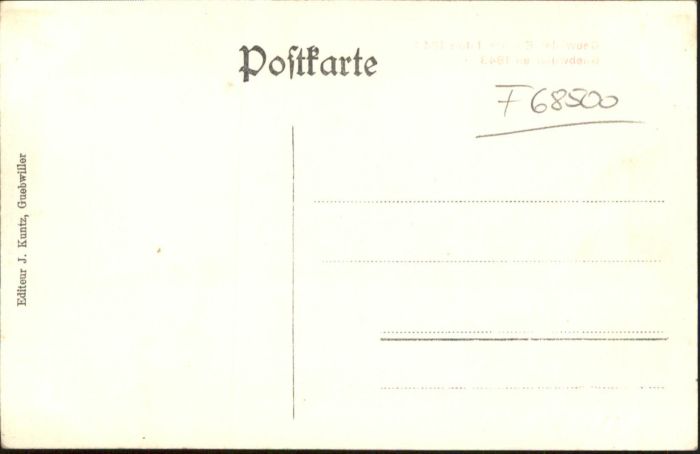 Poſtkarte
F 68500
Editeur J. Kuntz, Guebwiller